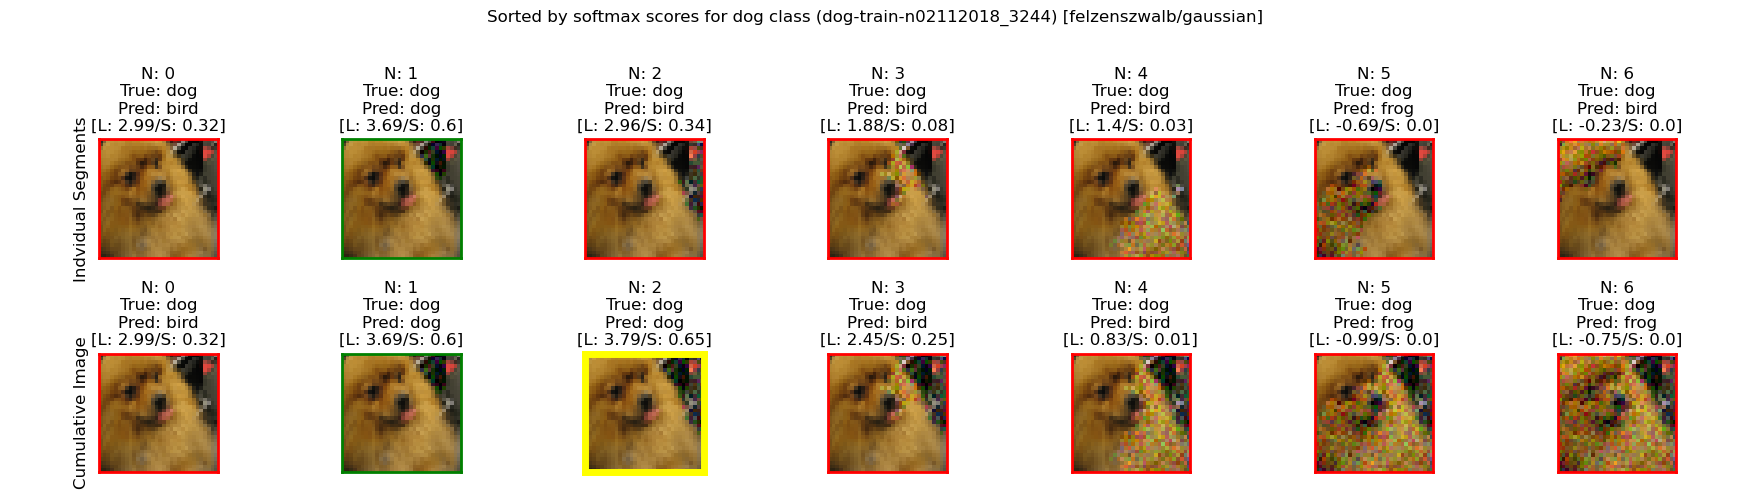 Sorted by softmax scores for dog class (dog-train-n02112018_3244) [felzenszwalb/gaussian]
Indvidual Segments
N: 0
True: dog
Pred: bird
[L: 2.99/S: 0.32]
N: 1
True: dog
Pred: dog
[L: 3.69/S: 0.6]
N: 2
True: dog
Pred: bird
[L: 2.96/S: 0.34]
N: 3
True: dog
Pred: bird
[L: 1.88/S: 0.08]
N: 4
True: dog
Pred: bird
[L: 1.4/S: 0.03]
N: 5
True: dog
Pred: frog
[L: -0.69/S: 0.0]
N: 6
True: dog
Pred: bird
[L: -0.23/S: 0.0]
Cumulative Image
N: 0
True: dog
Pred: bird
[L: 2.99/S: 0.32]
N: 1
True: dog
Pred: dog
[L: 3.69/S: 0.6]
N: 2
True: dog
Pred: dog
[L: 3.79/S: 0.65]
N: 3
True: dog
Pred: bird
[L: 2.45/S: 0.25]
N: 4
True: dog
Pred: bird
[L: 0.83/S: 0.01]
N: 5
True: dog
Pred: frog
[L: -0.99/S: 0.0]
N: 6
True: dog
Pred: frog
[L: -0.75/S: 0.0]